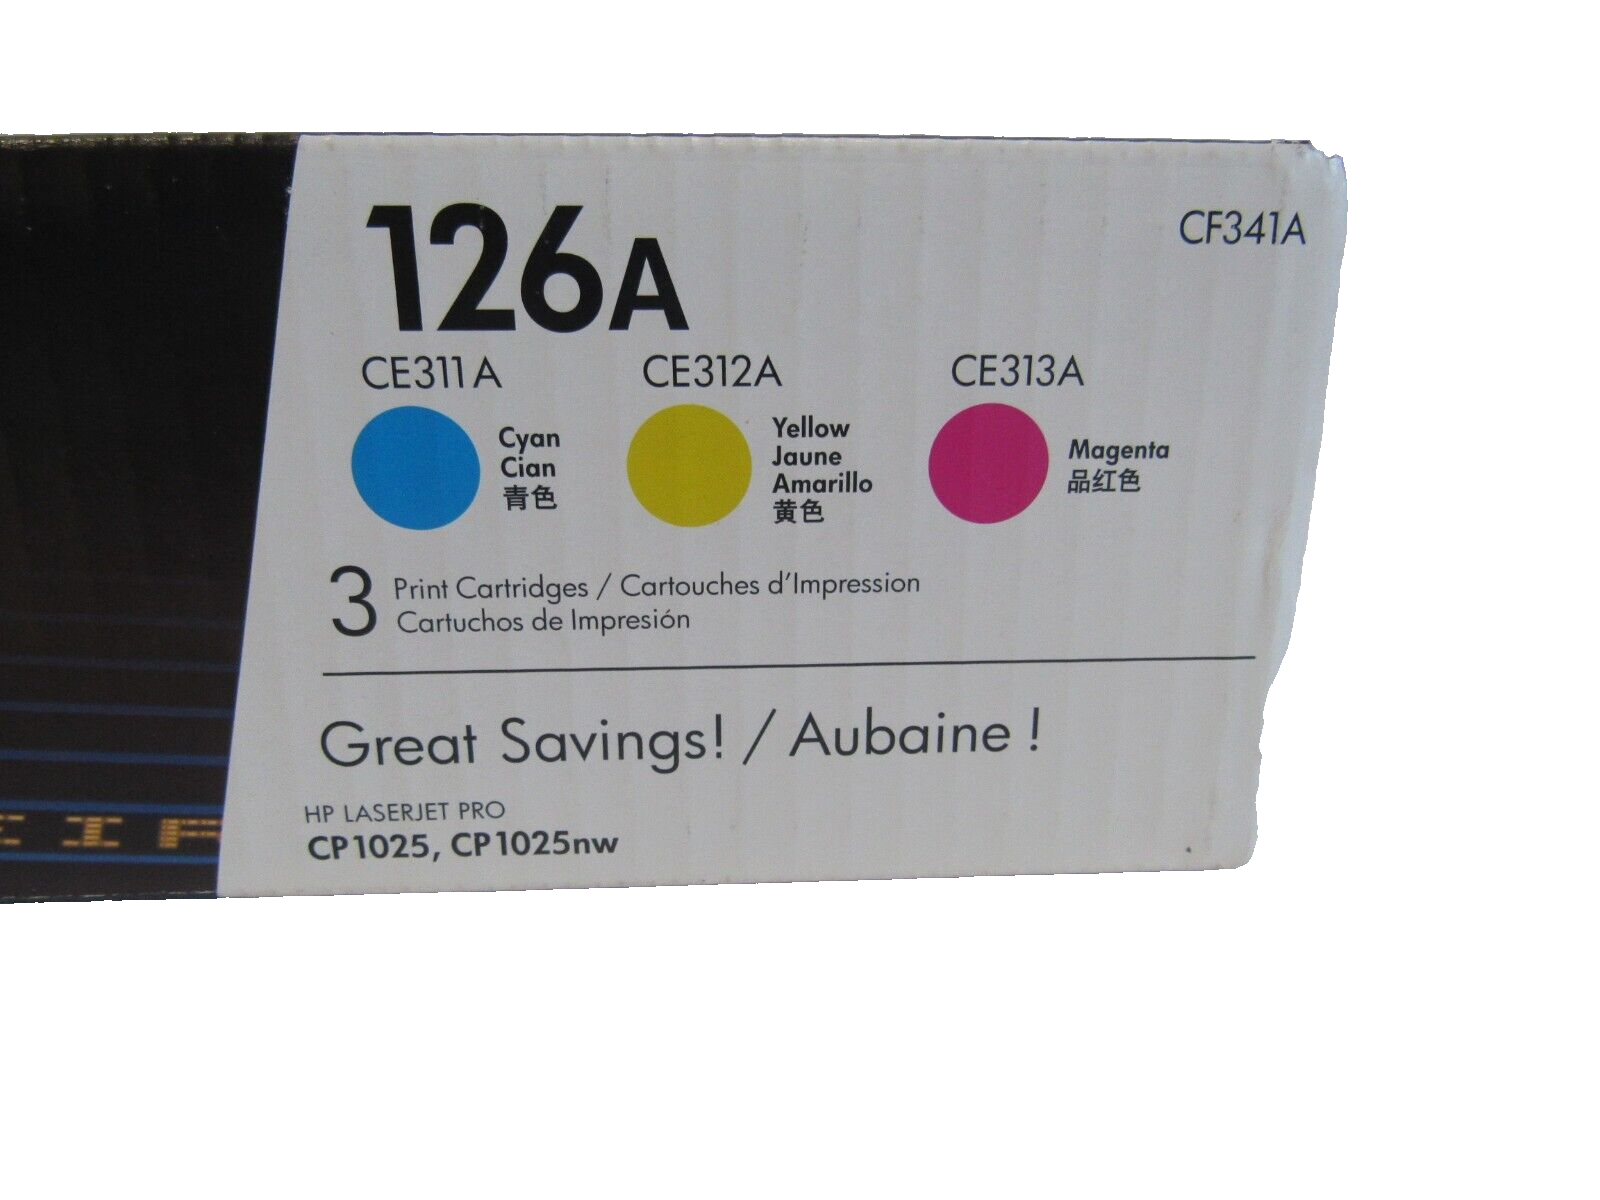 126A
CF341A
CE311A
CE312A
CE313A
Cyan
Cian
青色
Yellow
Jaune
Amarillo
黄色
Magenta
品红色
3
Print Cartridges / Cartouches d'Impression
Cartuchos de Impresión
Great Savings! / Aubaine !
HP LASERJET PRO
CP1025, CP1025nw